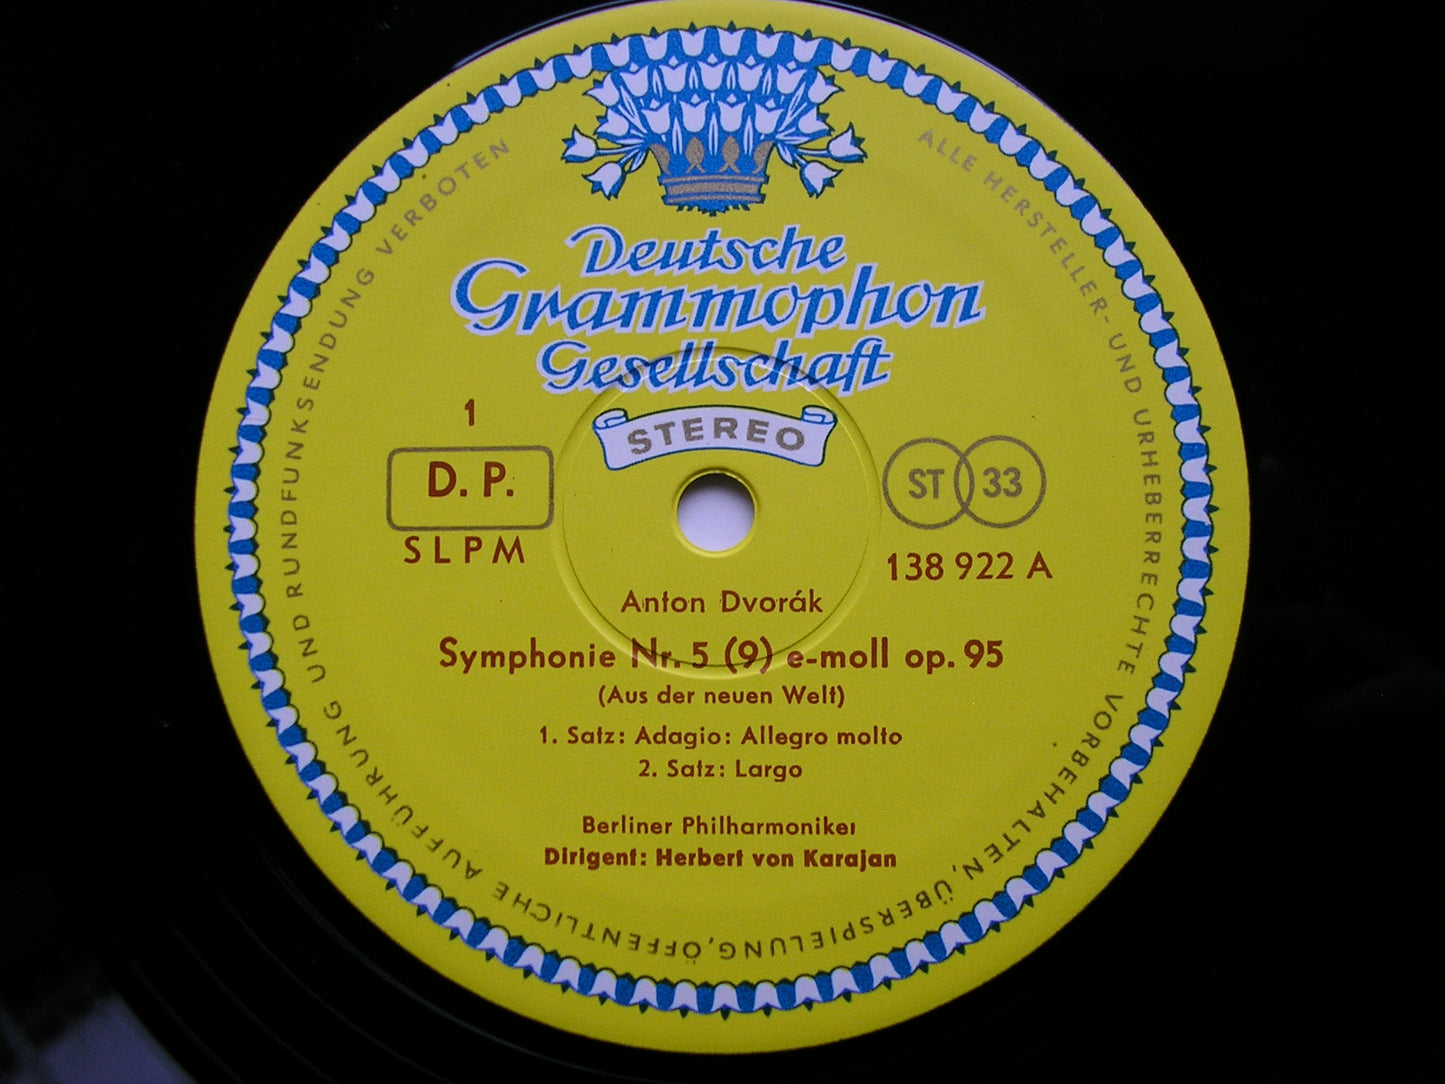 Deutsche
Grammophon
Gesellschaft
STEREO
1
D. P.
SLPM
ST 33
138 922 A
Anton Dvorák
Symphonie Nr. 5 (9) e-moll op. 95
(Aus der neuen Welt)
1. Satz: Adagio: Allegro molto
2. Satz: Largo
Berliner Philharmoniker
Dirigent: Herbert von Karajan
ALLE HERSTELLER- UND URHEBERRECHTE VORBEHALTEN, ÜBERSPIELUNG, ÖFFENTLICHE AUFFÜHRUNG UND RUNDFUNKSENDUNG VERBOTEN